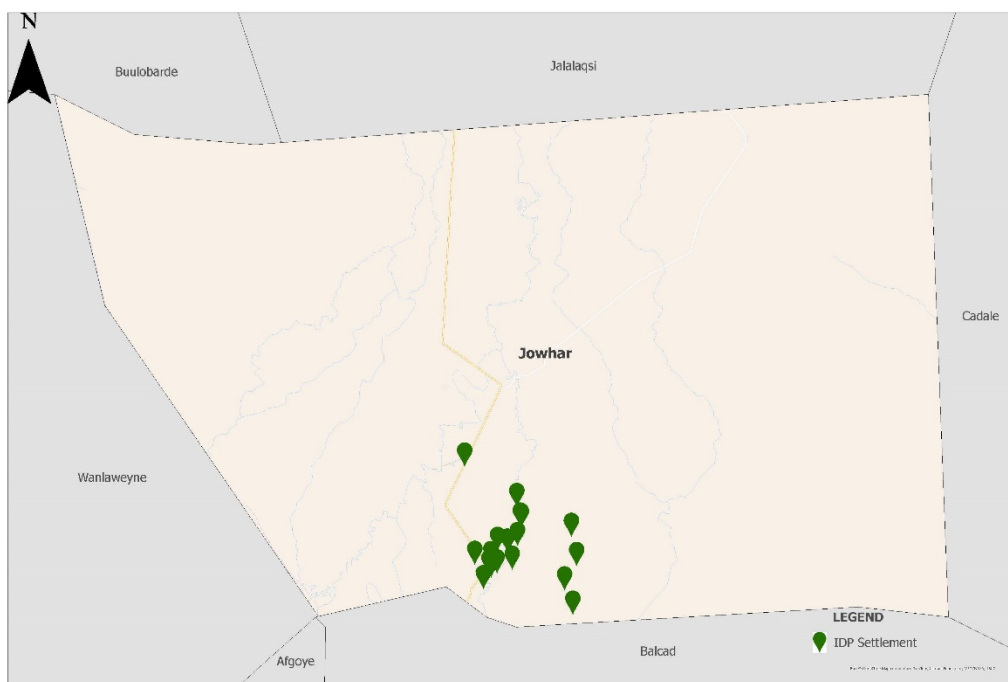 N
Buulobarde
Jalalaqsi
Cadale
Jowhar
Wanlaweyne
LEGEND
IDP Settlement
Balcad
Afgoye